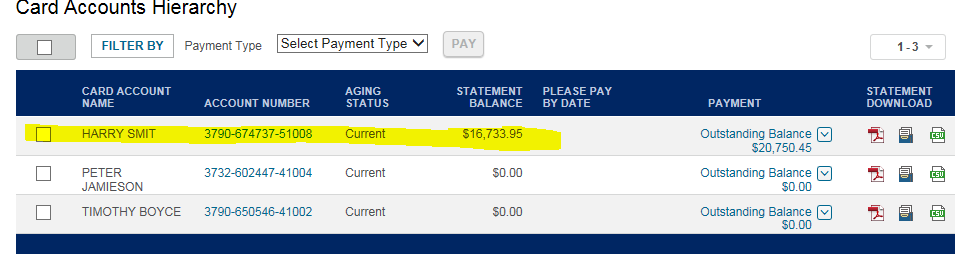 Card Accounts Hierarchy
FILTER BY Payment Type Select Payment Type PAY 1 - 3
CARD ACCOUNT NAME ACCOUNT NUMBER AGING STATUS STATEMENT BALANCE PLEASE PAY BY DATE PAYMENT STATEMENT DOWNLOAD
HARRY SMIT 3790-674737-51008 Current $16,733.95 Outstanding Balance
$20,750.45
PETER 3732-602447-41004 Current $0.00 Outstanding Balance
JAMIESON $0.00
TIMOTHY BOYCE 3790-650546-41002 Current $0.00 Outstanding Balance
$0.00